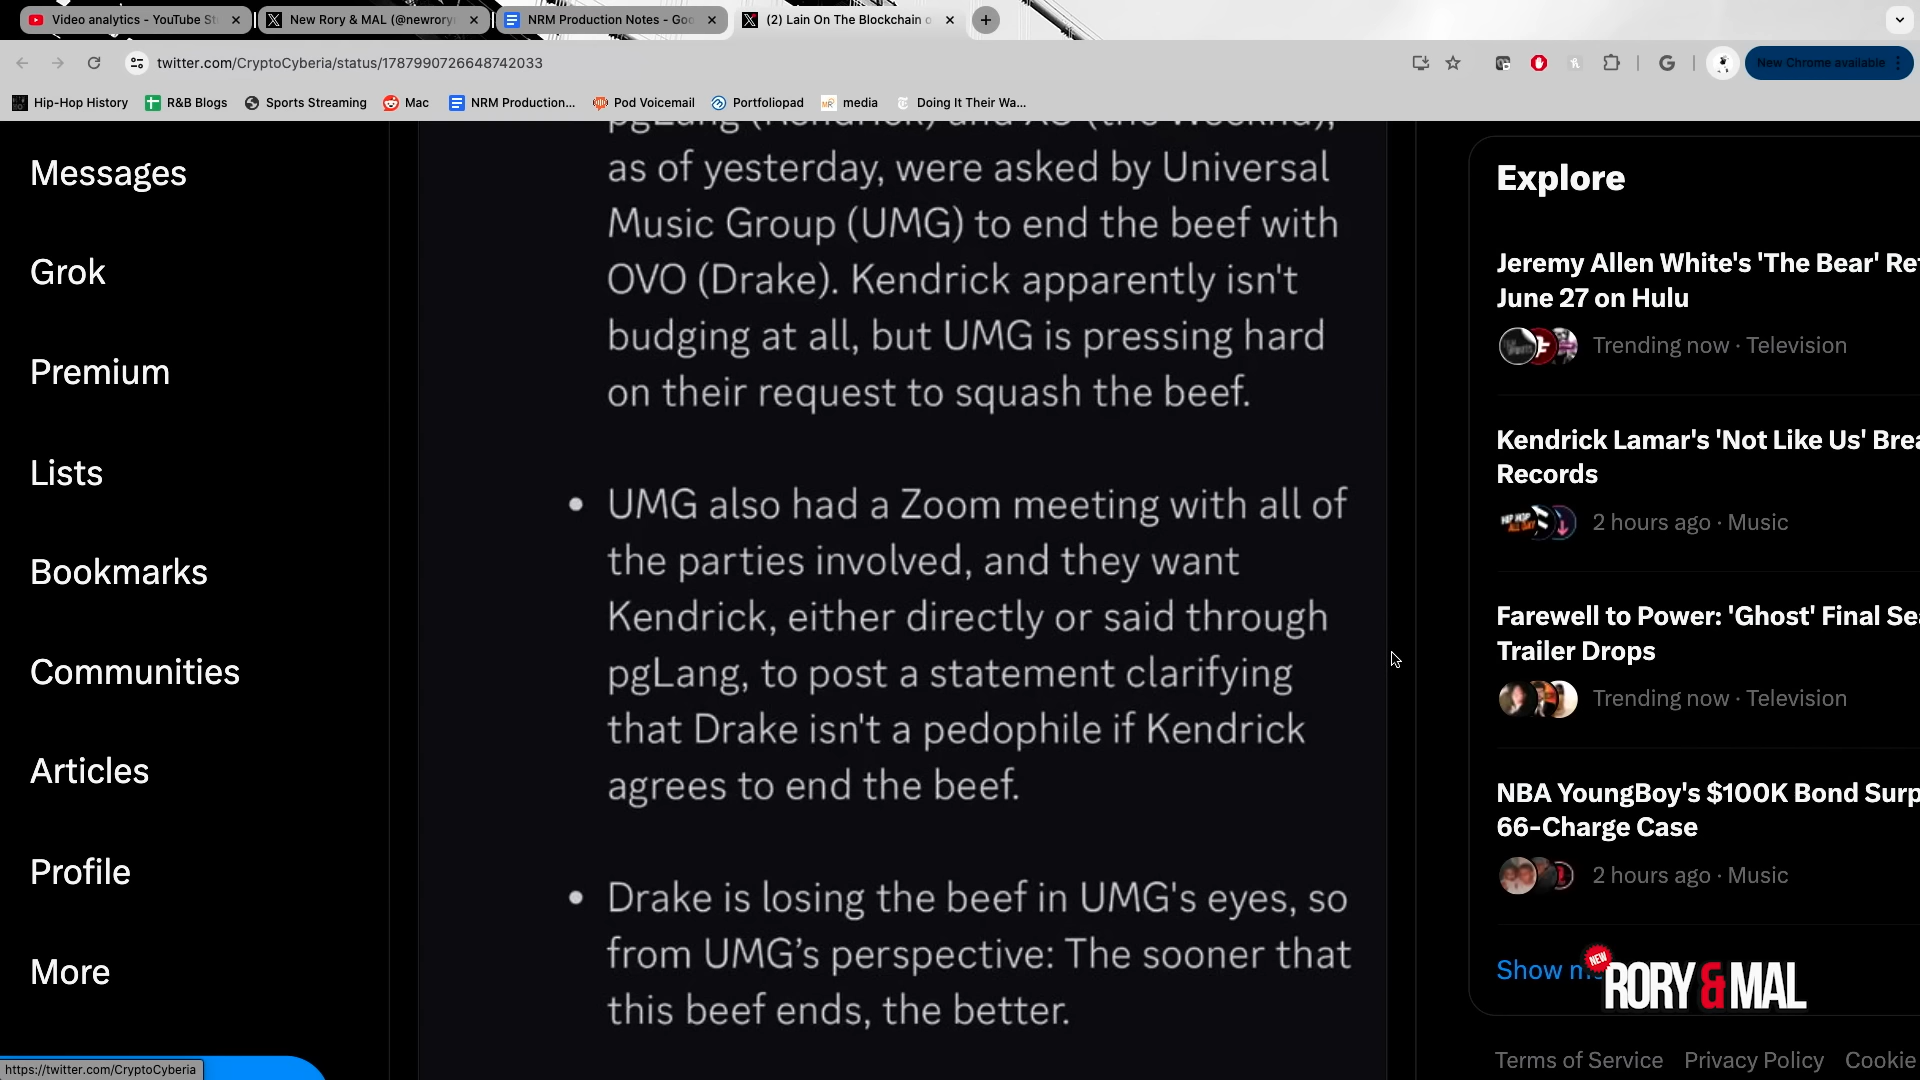 Video analytics - YouTube St
New Rory & MAL (@newrory
NRM Production Notes - Goo
(2) Lain On The Blockchain o
twitter.com/CryptoCyberia/status/1787990726648742033
New Chrome available
Hip-Hop History
R&B Blogs
Sports Streaming
Mac
NRM Production...
Pod Voicemail
Portfoliopad
media
Doing It Their Wa...
Messages
Grok
Premium
Lists
Bookmarks
Communities
Articles
Profile
More
pgLang (Kendrick) and XO (the Weeknd),
as of yesterday, were asked by Universal
Music Group (UMG) to end the beef with
OVO (Drake). Kendrick apparently isn't
budging at all, but UMG is pressing hard
on their request to squash the beef.
• UMG also had a Zoom meeting with all of
the parties involved, and they want
Kendrick, either directly or said through
pgLang, to post a statement clarifying
that Drake isn't a pedophile if Kendrick
agrees to end the beef.
• Drake is losing the beef in UMG's eyes, so
from UMG’s perspective: The sooner that
this beef ends, the better.
Explore
Jeremy Allen White's 'The Bear' Re
June 27 on Hulu
Trending now · Television
Kendrick Lamar's 'Not Like Us' Brea
Records
2 hours ago · Music
Farewell to Power: 'Ghost' Final Sea
Trailer Drops
Trending now · Television
NBA YoungBoy's $100K Bond Surp
66-Charge Case
2 hours ago · Music
Show m
NEW
RORY & MAL
Terms of Service Privacy Policy Cookie
https://twitter.com/CryptoCyberia